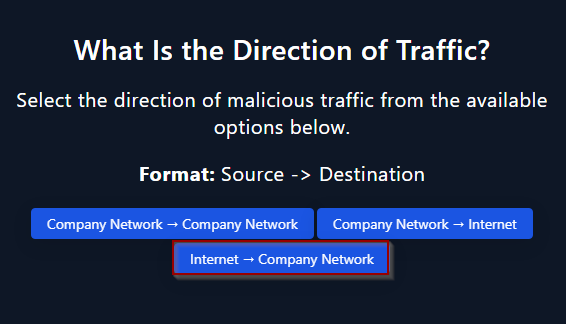 What Is the Direction of Traffic?
Select the direction of malicious traffic from the available
options below.
Format: Source -> Destination
Company Network → Company Network
Company Network → Internet
Internet → Company Network